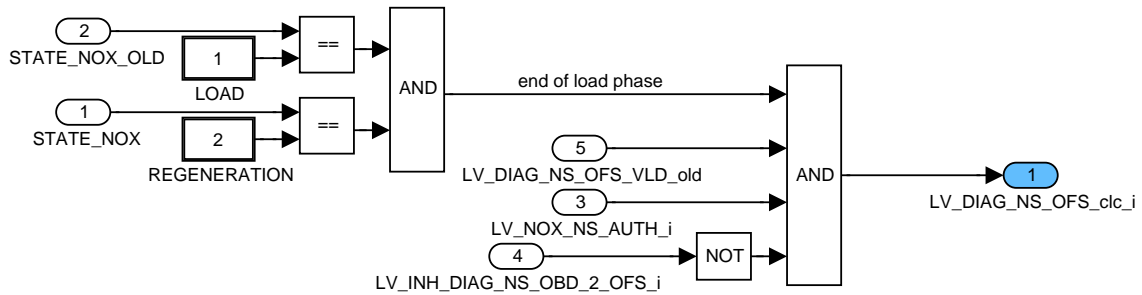 2
STATE_NOX_OLD
1
LOAD
==
1
STATE_NOX
2
REGENERATION
==
AND
end of load phase
5
LV_DIAG_NS_OFS_VLD_old
3
LV_NOX_NS_AUTH_i
4
LV_INH_DIAG_NS_OBD_2_OFS_i
NOT
AND
1
LV_DIAG_NS_OFS_clc_i